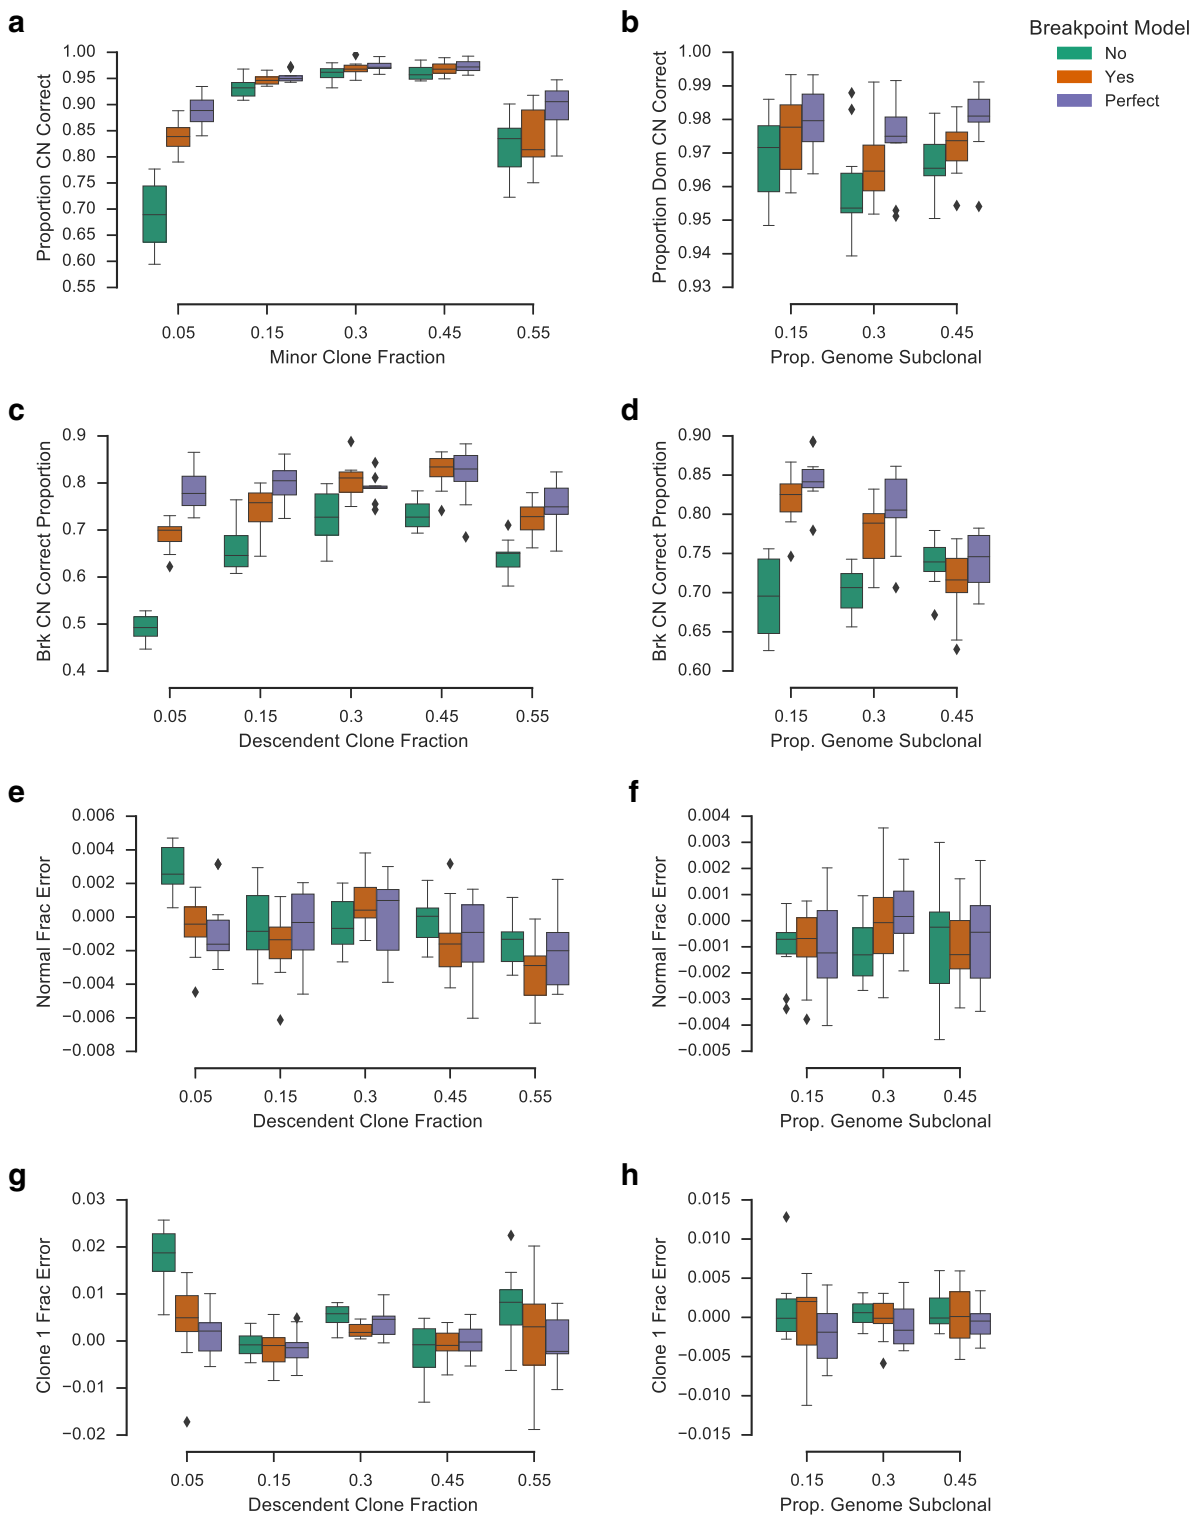 a
b
Breakpoint Model
No
Yes
Perfect
1.00
0.95
0.90
0.85
0.80
0.75
0.70
0.65
0.60
0.55
Proportion CN Correct
0.05 0.15 0.3 0.45 0.55
Minor Clone Fraction
1.00
0.99
0.98
0.97
0.96
0.95
0.94
0.93
Proportion Dom CN Correct
0.15 0.3 0.45
Prop. Genome Subclonal
c
0.9
0.8
0.7
0.6
0.5
0.4
Brk CN Correct Proportion
0.05 0.15 0.3 0.45 0.55
Descendent Clone Fraction
d
0.90
0.85
0.80
0.75
0.70
0.65
0.60
Brk CN Correct Proportion
0.15 0.3 0.45
Prop. Genome Subclonal
e
0.006
0.004
0.002
0.000
−0.002
−0.004
−0.006
−0.008
Normal Frac Error
0.05 0.15 0.3 0.45 0.55
Descendent Clone Fraction
f
0.004
0.003
0.002
0.001
0.000
−0.001
−0.002
−0.003
−0.004
−0.005
Normal Frac Error
0.15 0.3 0.45
Prop. Genome Subclonal
g
0.03
0.02
0.01
0.00
−0.01
−0.02
Clone 1 Frac Error
0.05 0.15 0.3 0.45 0.55
Descendent Clone Fraction
h
0.015
0.010
0.005
0.000
−0.005
−0.010
−0.015
Clone 1 Frac Error
0.15 0.3 0.45
Prop. Genome Subclonal